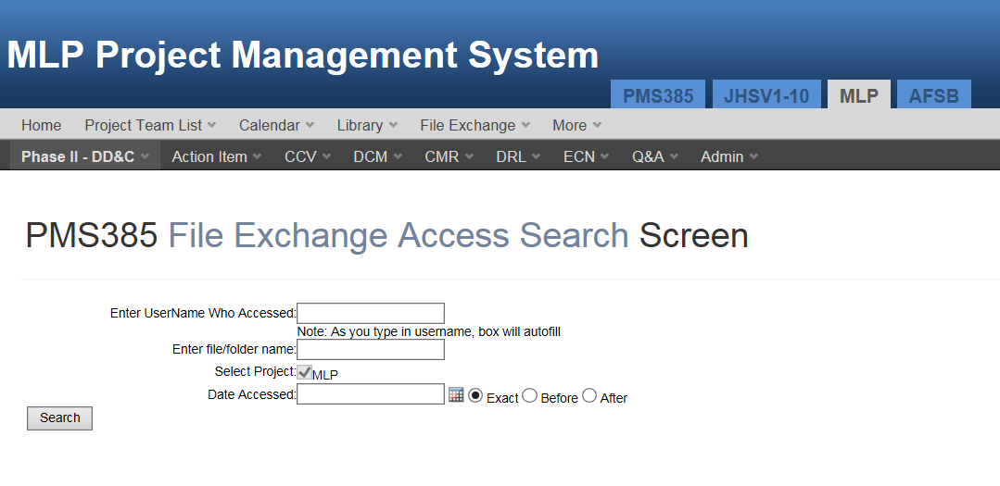 MLP Project Management System
PMS385 JHSV1-10 MLP AFSB
Home Project Team List Calendar Library File Exchange More
Phase II - DD&C Action Item CCV DCM CMR DRL ECN Q&A Admin
PMS385 File Exchange Access Search Screen
Enter UserName Who Accessed:
Note: As you type in username, box will autofill
Enter file/folder name:
Select Project: MLP
Date Accessed: Exact Before After
Search